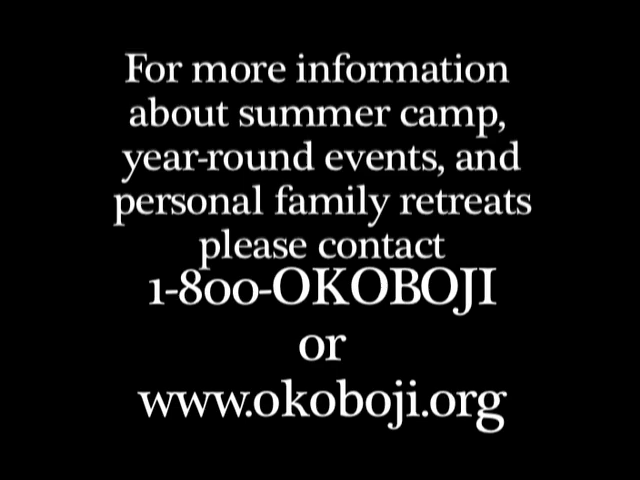 For more information
about summer camp,
year-round events, and
personal family retreats
please contact
1-800-OKOBOJI
or
www.okoboji.org